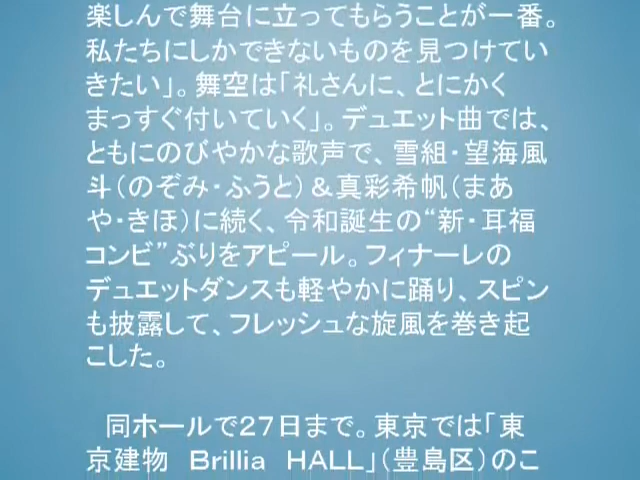 楽しんで舞台に立ってもらうことが一番。
私たちにしかできないものを見つけてい
きたい」。舞空は「礼さんに、とにかく
まっすぐ付いていく」。デュエット曲では、
ともにのびやかな歌声で、雪組・望海風
斗（のぞみ・ふうと）＆真彩希帆（まあ
や・きほ）に続く、令和誕生の“新・耳福
コンビ”ぶりをアピール。フィナーレの
デュエットダンスも軽やかに踊り、スピン
も披露して、フレッシュな旋風を巻き起
こした。
同ホールで２７日まで。東京では「東
京建物　Ｂｒｉｌｌｉａ　ＨＡＬＬ」（豊島区）のこ